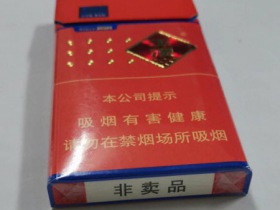 本公司提示
吸烟有害健康
请勿在禁烟场所吸烟
非卖品